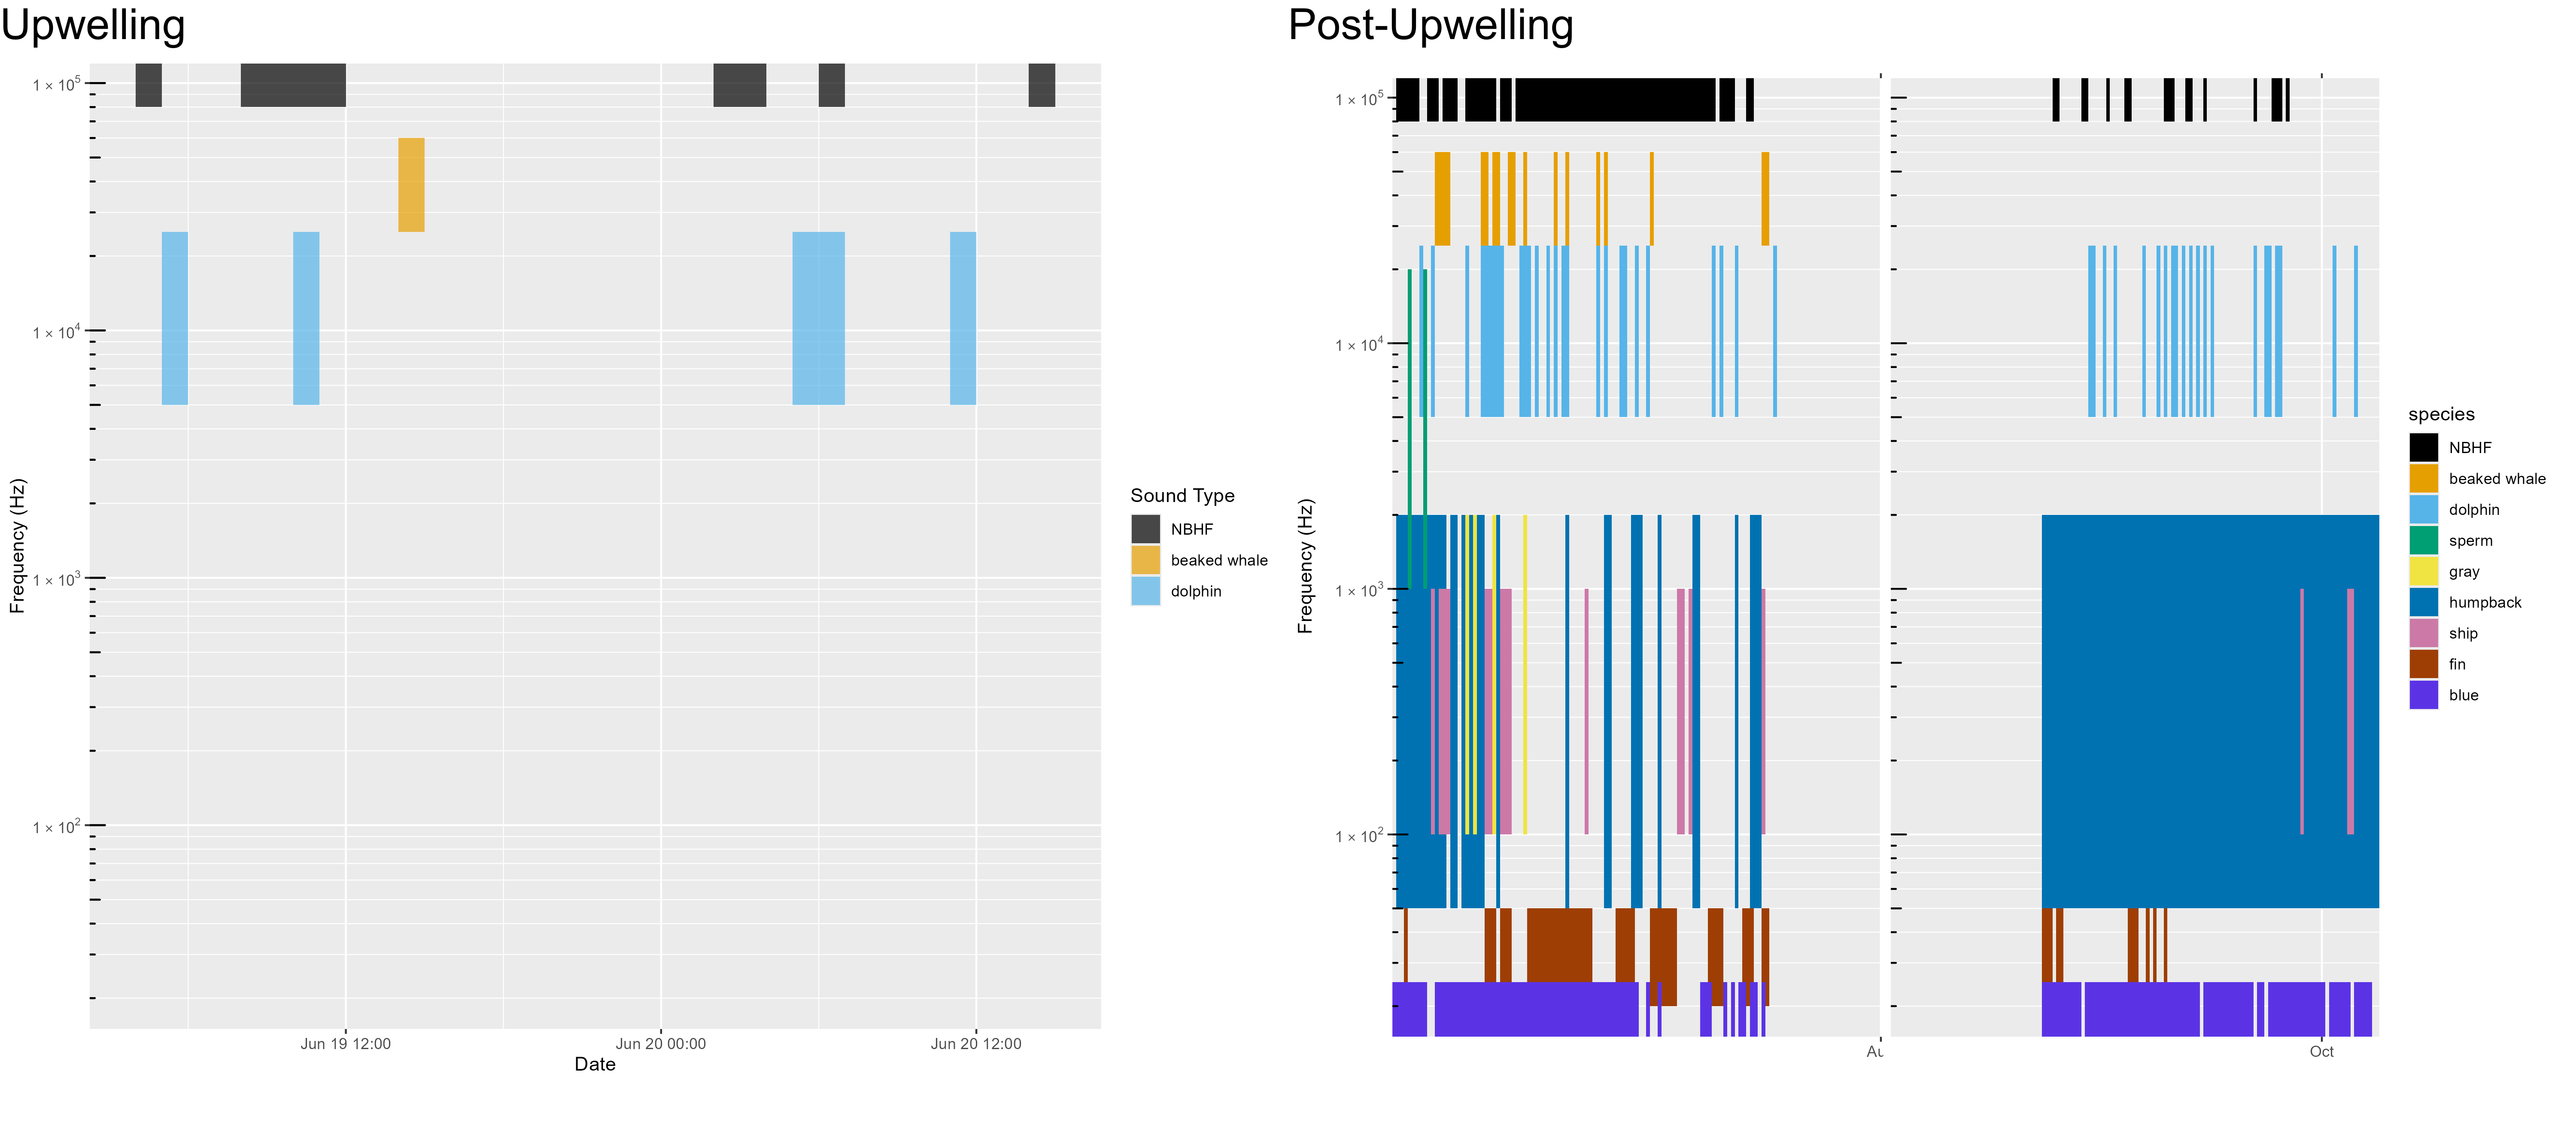 Upwelling
Post-Upwelling
Frequency (Hz)
1 × 10⁵
1 × 10⁴
1 × 10³
1 × 10²
Jun 19 12:00
Jun 20 00:00
Jun 20 12:00
Date
Sound Type
NBHF
beaked whale
dolphin
Frequency (Hz)
1 × 10⁵
1 × 10⁴
1 × 10³
1 × 10²
Oct
species
NBHF
beaked whale
dolphin
sperm
gray
humpback
ship
fin
blue